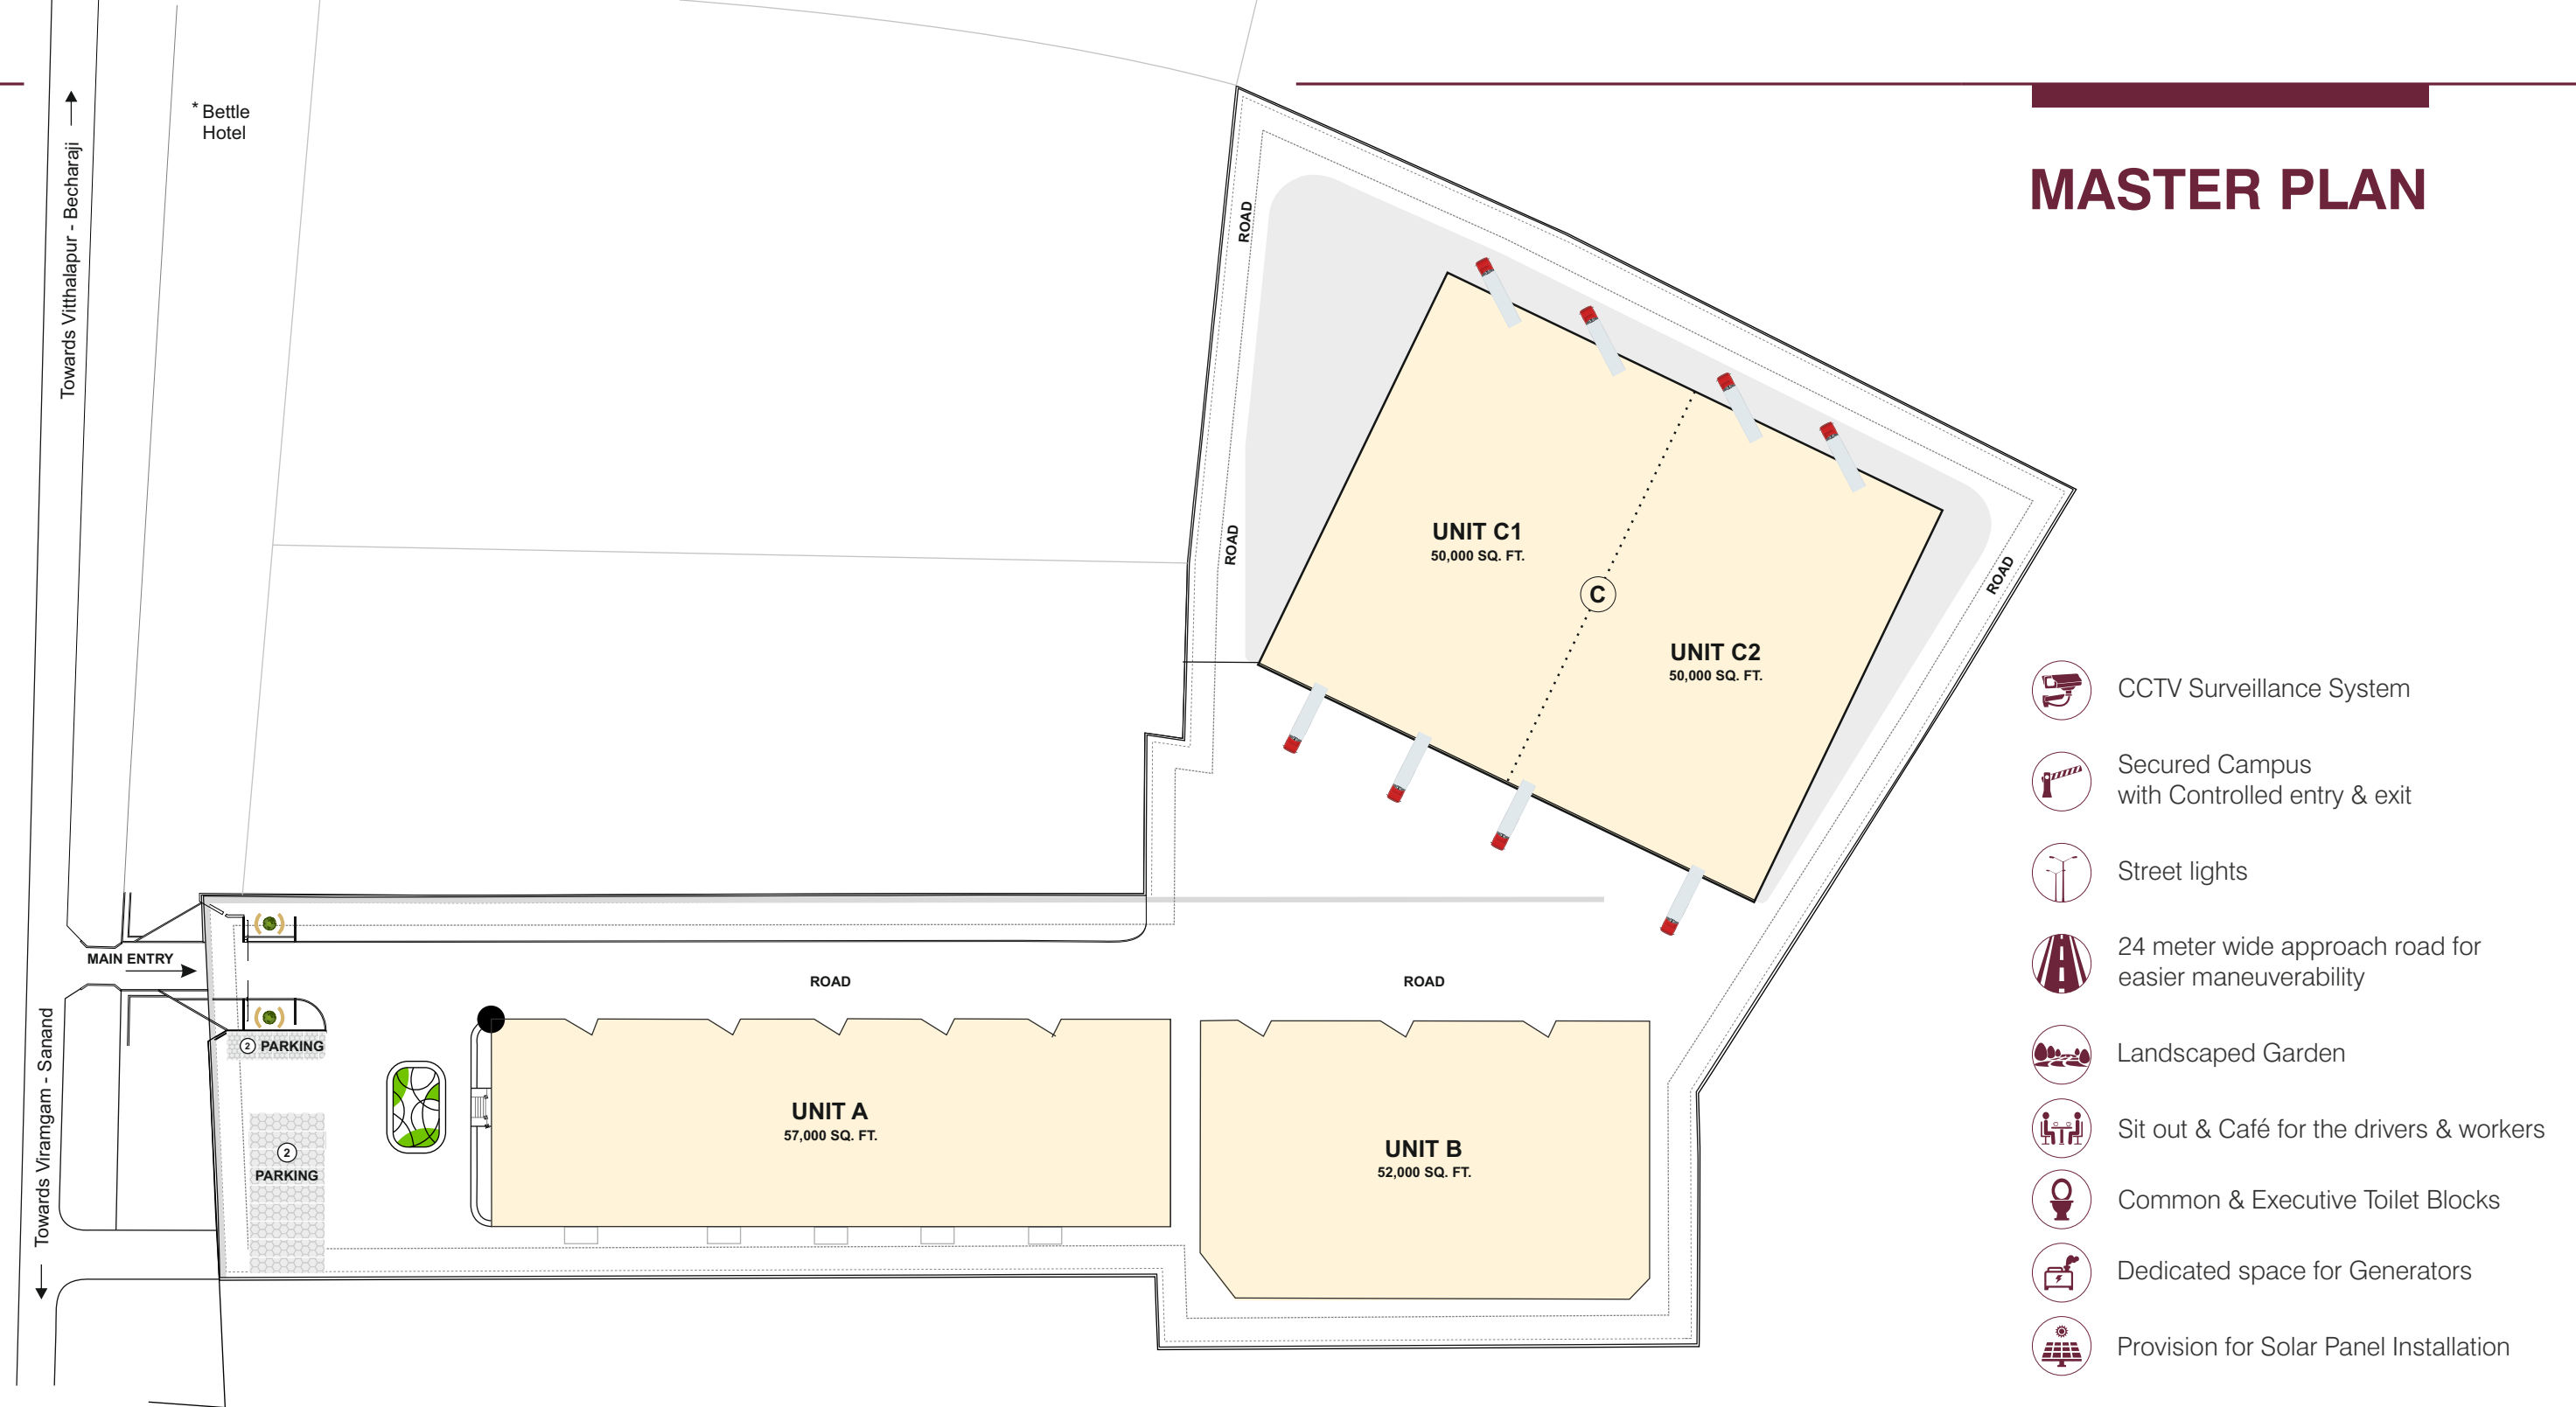 MASTER PLAN
* Bettle
Hotel
Towards Vitthalapur - Becharaji
ROAD
ROAD
ROAD
UNIT C1
50,000 SQ. FT.
C
UNIT C2
50,000 SQ. FT.
MAIN ENTRY
ROAD
ROAD
2 PARKING
2
PARKING
Towards Viramgam - Sanand
UNIT A
57,000 SQ. FT.
UNIT B
52,000 SQ. FT.
CCTV Surveillance System
Secured Campus
with Controlled entry & exit
Street lights
24 meter wide approach road for
easier maneuverability
Landscaped Garden
Sit out & Café for the drivers & workers
Common & Executive Toilet Blocks
Dedicated space for Generators
Provision for Solar Panel Installation